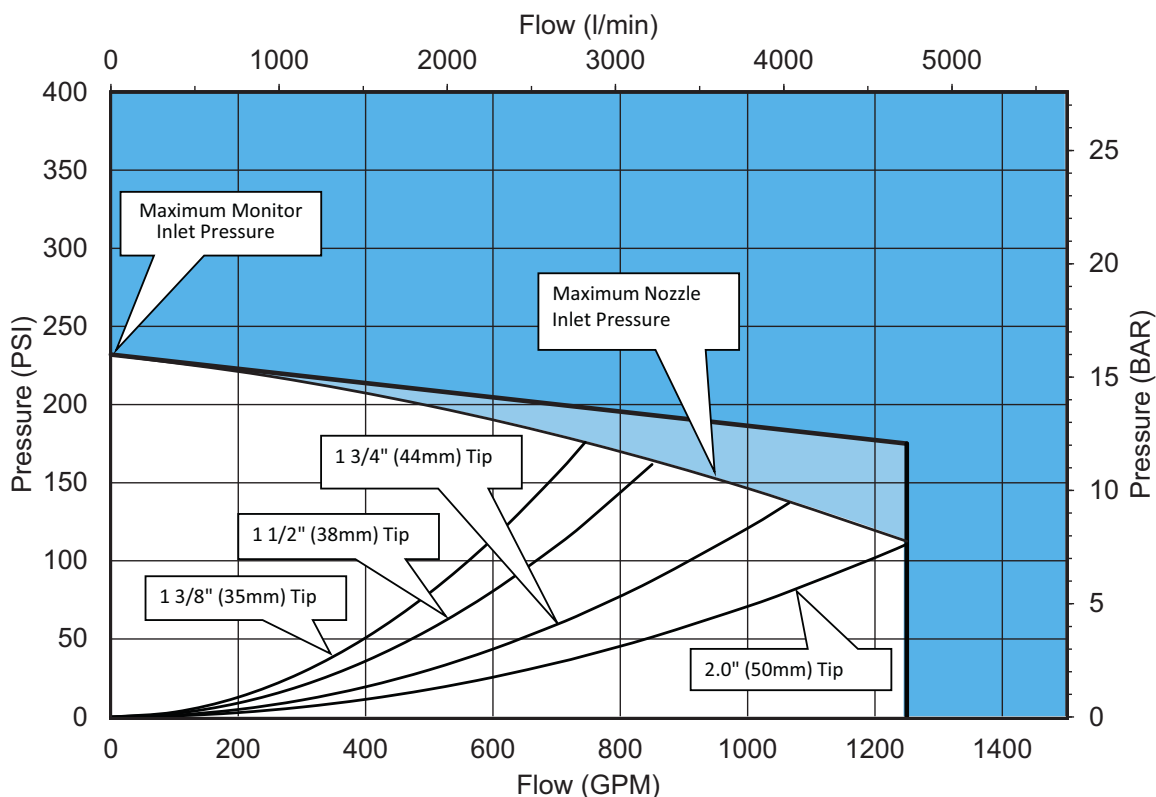 Flow (l/min)
0 1000 2000 3000 4000 5000
400
350
300
250
200
150
100
50
0
Pressure (PSI)
Maximum Monitor
Inlet Pressure
Maximum Nozzle
Inlet Pressure
1 3/4" (44mm) Tip
1 1/2" (38mm) Tip
1 3/8" (35mm) Tip
2.0" (50mm) Tip
25
20
15
10
5
0
Pressure (BAR)
0 200 400 600 800 1000 1200 1400
Flow (GPM)